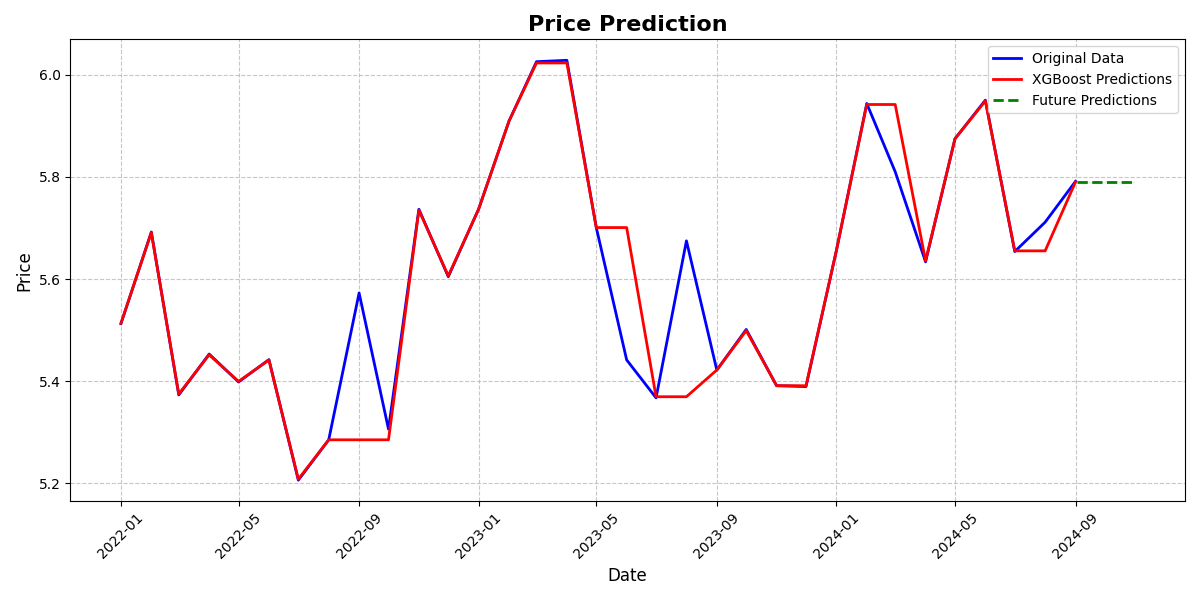 Price Prediction
Original Data
XGBoost Predictions
Future Predictions
Price
6.0
5.8
5.6
5.4
5.2
2022-01
2022-05
2022-09
2023-01
2023-05
2023-09
2024-01
2024-05
2024-09
Date